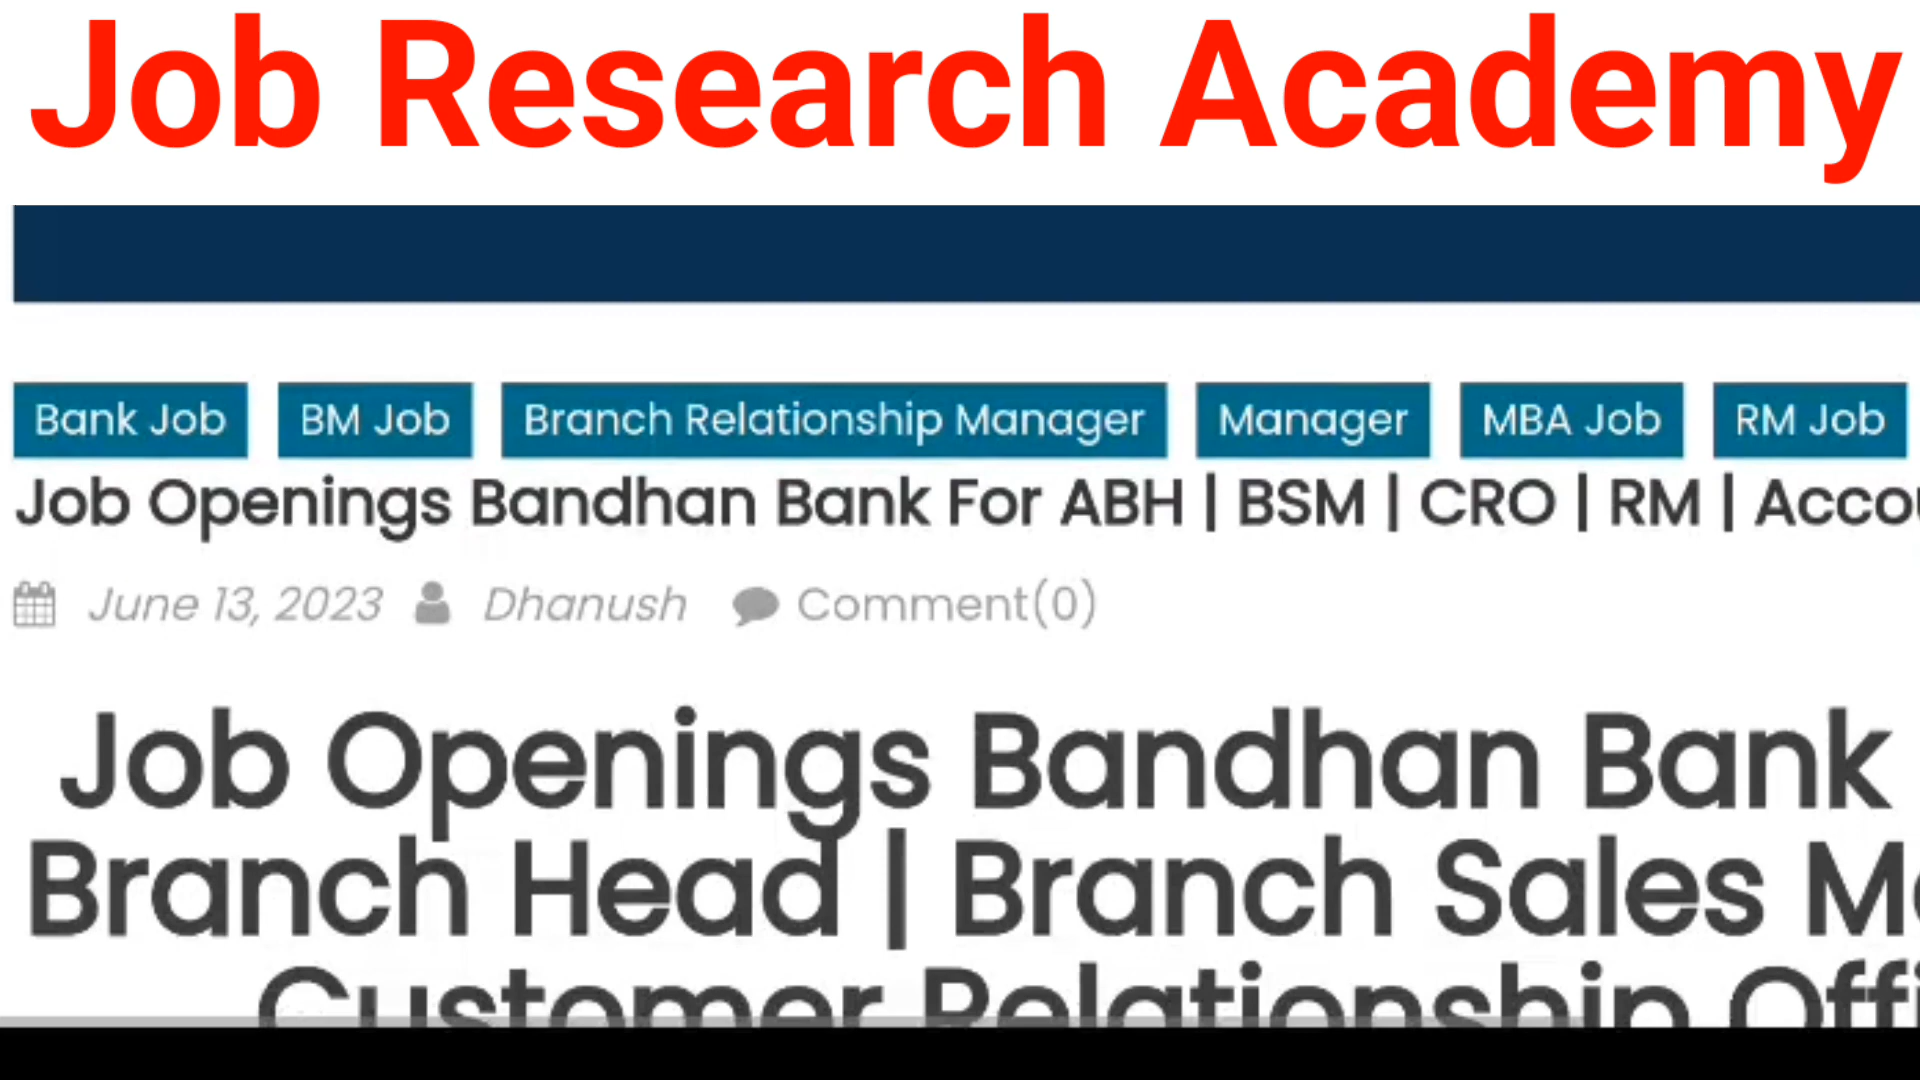 Job Research Academy
Bank Job BM Job Branch Relationship Manager Manager MBA Job RM Job
Job Openings Bandhan Bank For ABH | BSM | CRO | RM |
June 13, 2023 Dhanush Comment(0)
Job Openings Bandhan Bank
Branch Head | Branch Sales
Customer Relationship